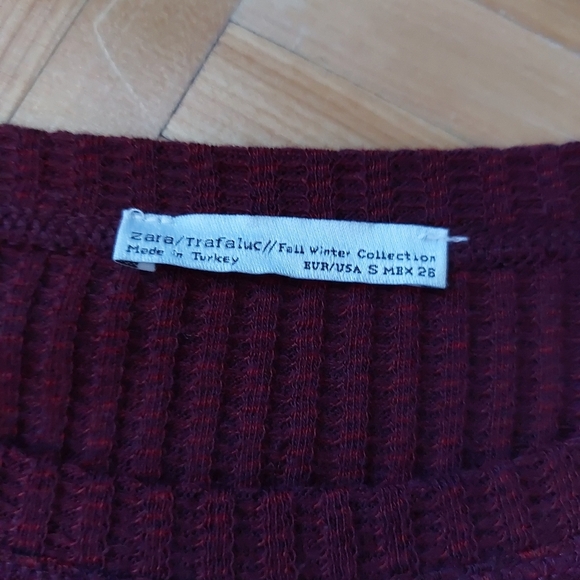 Zara/Trafaluc//Fall Winter Collection
Made in Turkey EUR/USA S MEX 26